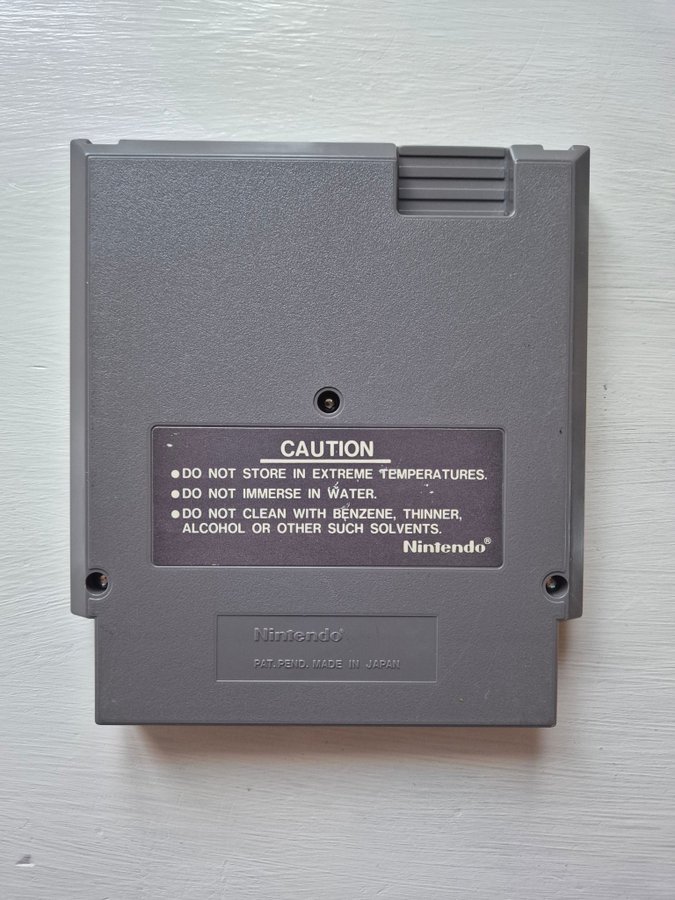 CAUTION
●DO NOT STORE IN EXTREME TEMPERATURES.
●DO NOT IMMERSE IN WATER.
●DO NOT CLEAN WITH BENZENE, THINNER,
ALCOHOL OR OTHER SUCH SOLVENTS.
Nintendo®
Nintendo®
PAT.PEND. MADE IN JAPAN